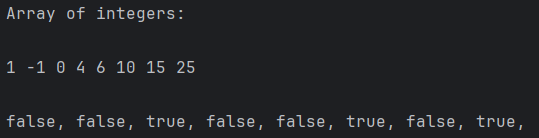 Array of integers:
1 -1 0 4 6 10 15 25
false, false, true, false, false, true, false, true,